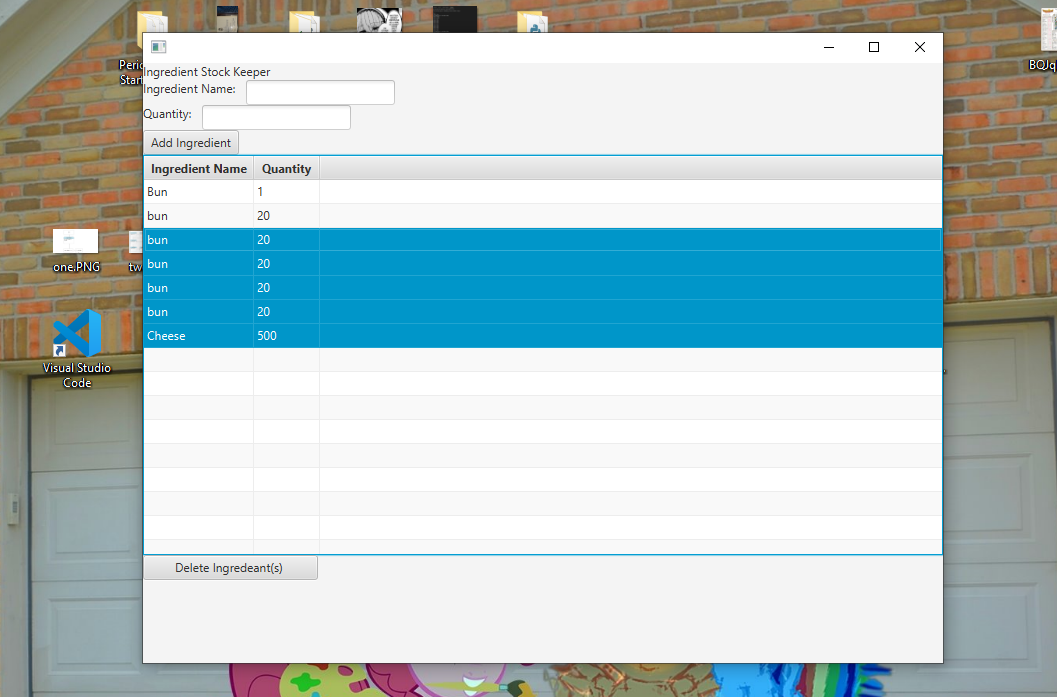 Peric
Star
BQJq
Ingredient Stock Keeper
Ingredient Name:
Quantity:
Add Ingredient
Ingredient Name Quantity
Bun 1
bun 20
bun 20
bun 20
bun 20
bun 20
Cheese 500
one.PNG
tw
Visual Studio
Code
Delete Ingredeant(s)